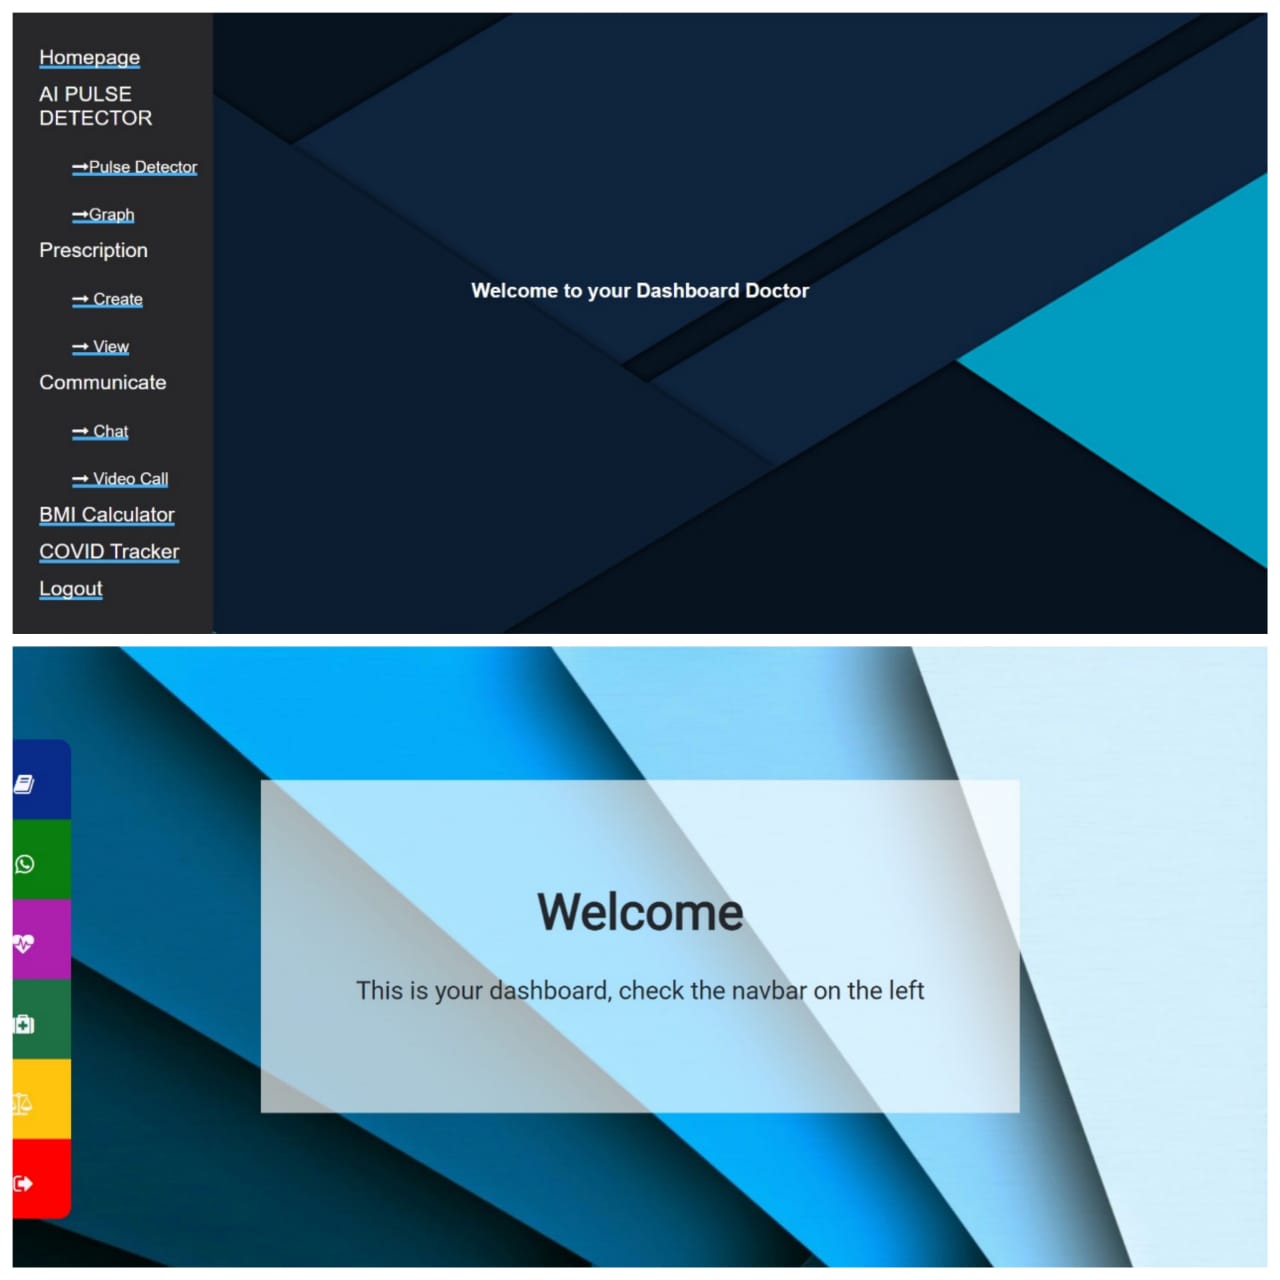 Homepage
AI PULSE
DETECTOR
→Pulse Detector
→Graph
Prescription
→ Create
→ View
Communicate
→ Chat
→ Video Call
BMI Calculator
COVID Tracker
Logout
Welcome to your Dashboard Doctor
Welcome
This is your dashboard, check the navbar on the left